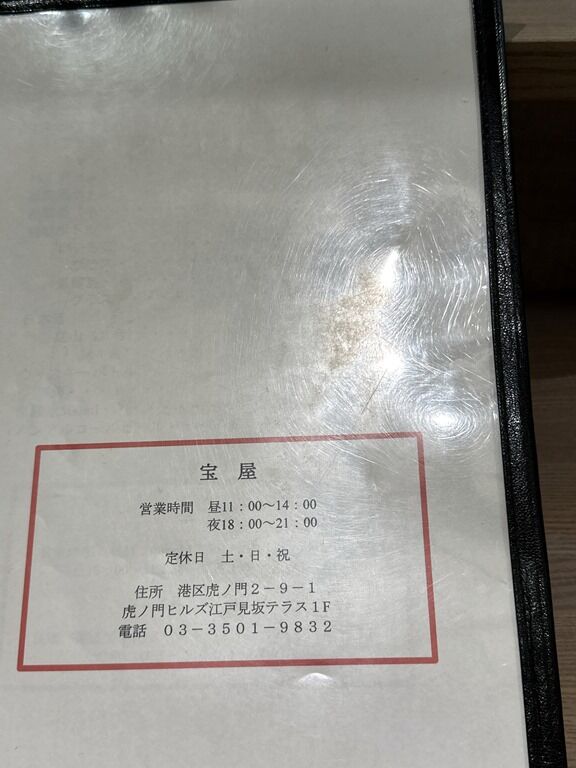 宝屋
営業時間　昼11：00～14：00
夜18：00～21：00
定休日　土・日・祝
住所　港区虎ノ門２－９－１
虎ノ門ヒルズ江戸見坂テラス１F
電話　０３－３５０１－９８３２